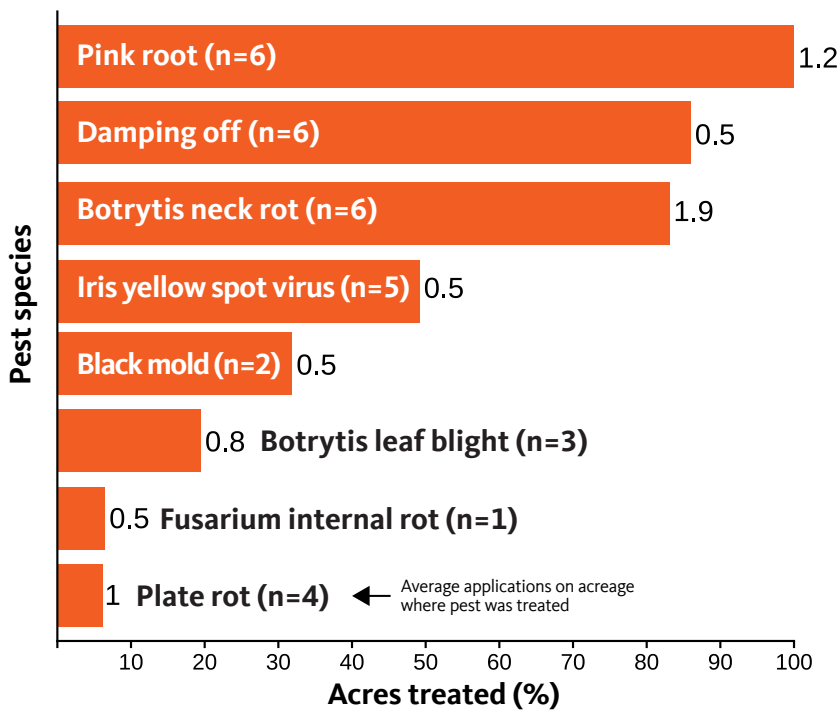 Pink root (n=6)
1.2
Damping off (n=6)
0.5
Botrytis neck rot (n=6)
1.9
Iris yellow spot virus (n=5)
0.5
Black mold (n=2)
0.5
0.8 Botrytis leaf blight (n=3)
0.5 Fusarium internal rot (n=1)
1 Plate rot (n=4)
Average applications on acreage
where pest was treated
Pest species
10 20 30 40 50 60 70 80 90 100
Acres treated (%)